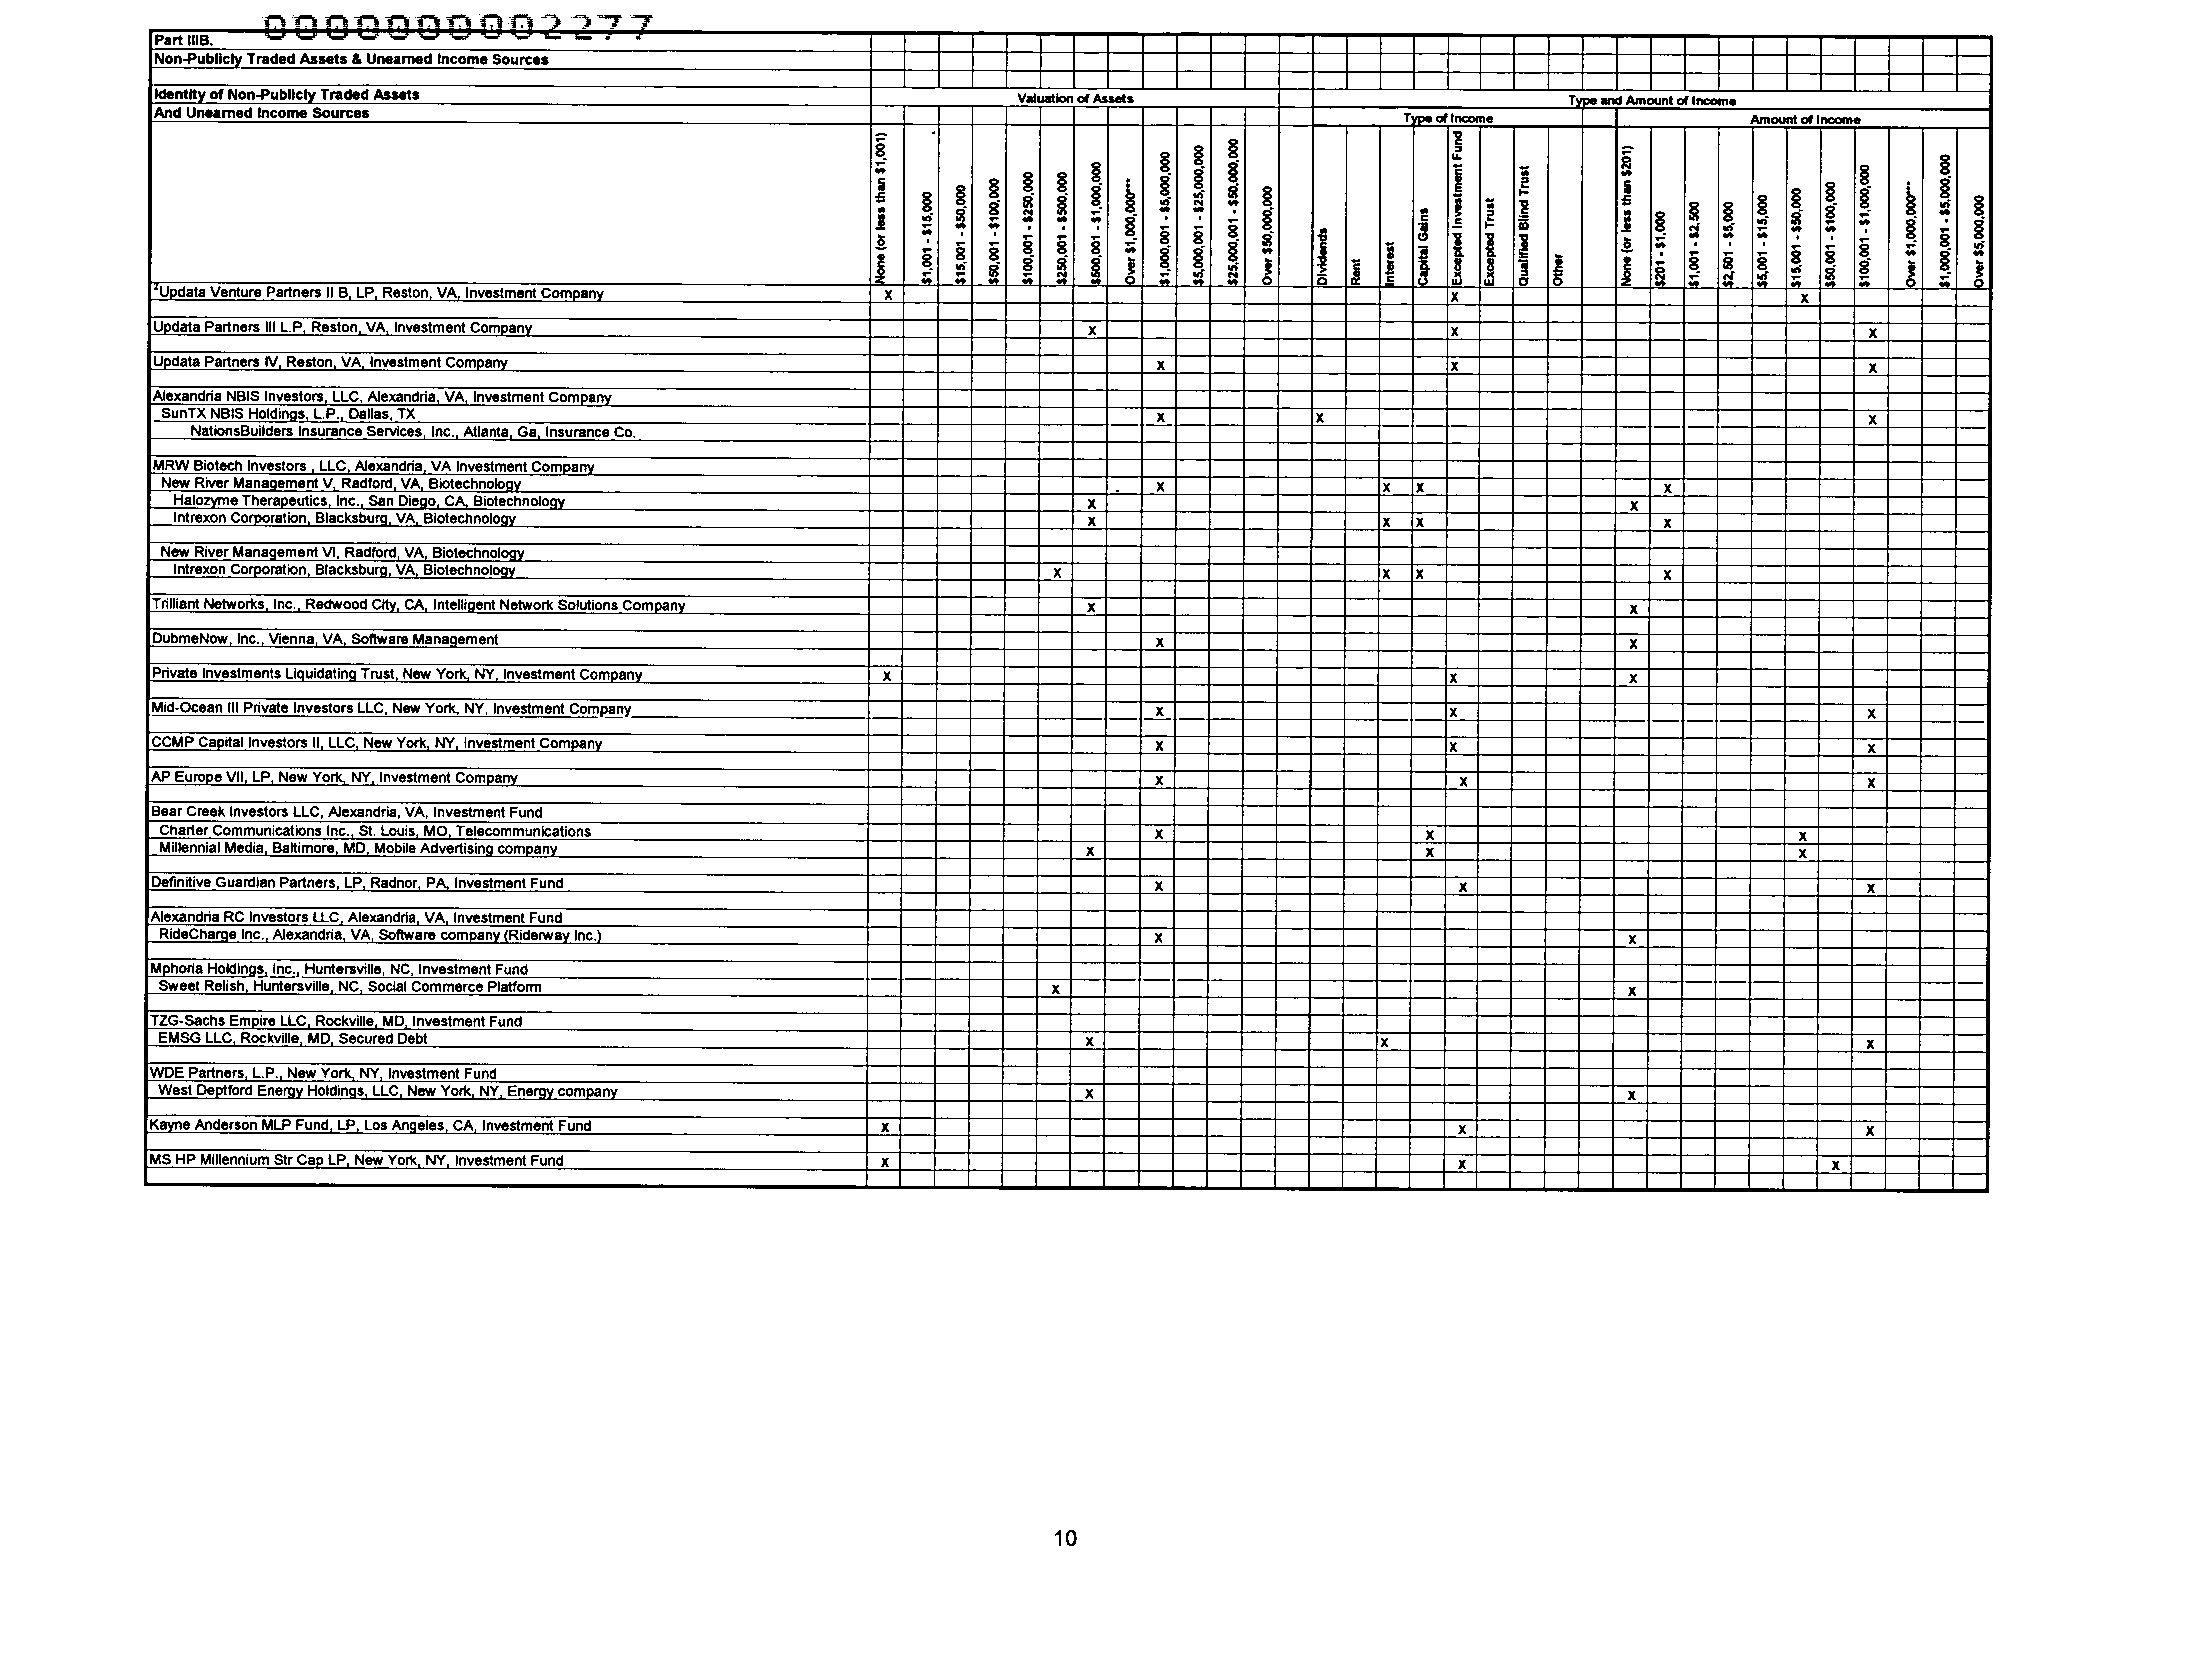 000000002277
Part IIIB.
Non-Publicly Traded Assets & Unearned Income Sources
Identity of Non-Publicly Traded Assets
And Unearned Income Sources
Valuation of Assets
Type and Amount of Income
Type of Income
Amount of Income
None (or less than $1,001)
$1,001 - $15,000
$15,001 - $50,000
$50,001 - $100,000
$100,001 - $250,000
$250,001 - $500,000
$500,001 - $1,000,000
Over $1,000,000***
$1,000,001 - $5,000,000
$5,000,001 - $25,000,000
$25,000,001 - $50,000,000
Over $50,000,000
Dividends
Rent
Interest
Capital Gains
Excepted Investment Fund
Excepted Trust
Qualified Blind Trust
Other
None (or less than $201)
$201 - $1,000
$1,001 - $2,500
$2,501 - $5,000
$5,001 - $15,000
$15,001 - $50,000
$50,001 - $100,000
$100,001 - $1,000,000
Over $1,000,000***
$1,000,001 - $5,000,000
Over $5,000,000
²Updata Venture Partners II B, LP, Reston, VA, Investment Company X X X
Updata Partners III L.P, Reston, VA, Investment Company X X X
Updata Partners IV, Reston, VA, Investment Company X X X
Alexandria NBIS Investors, LLC, Alexandria, VA, Investment Company
SunTX NBIS Holdings, L.P., Dallas, TX X X X
NationsBuilders Insurance Services, Inc., Atlanta, Ga, Insurance Co.
MRW Biotech Investors , LLC, Alexandria, VA Investment Company
New River Management V, Radford, VA, Biotechnology X X X X
Halozyme Therapeutics, Inc., San Diego, CA, Biotechnology X X
Intrexon Corporation, Blacksburg, VA, Biotechnology X X X X
New River Management VI, Radford, VA, Biotechnology
Intrexon Corporation, Blacksburg, VA, Biotechnology X X X X
Trilliant Networks, Inc., Redwood City, CA, Intelligent Network Solutions Company X X
DubmeNow, Inc., Vienna, VA, Software Management X X
Private Investments Liquidating Trust, New York, NY, Investment Company X X X
Mid-Ocean III Private Investors LLC, New York, NY, Investment Company X X X
CCMP Capital Investors II, LLC, New York, NY, Investment Company X X X
AP Europe VII, LP, New York, NY, Investment Company X X X
Bear Creek Investors LLC, Alexandria, VA, Investment Fund
Charter Communications Inc., St. Louis, MO, Telecommunications X X X
Millennial Media, Baltimore, MD, Mobile Advertising company X X X
Definitive Guardian Partners, LP, Radnor, PA, Investment Fund X X X
Alexandria RC Investors LLC, Alexandria, VA, Investment Fund
RideCharge Inc., Alexandria, VA, Software company (Riderway Inc.) X X
Mphoria Holdings, Inc., Huntersville, NC, Investment Fund
Sweet Relish, Huntersville, NC, Social Commerce Platform X X
TZG-Sachs Empire LLC, Rockville, MD, Investment Fund
EMSG LLC, Rockville, MD, Secured Debt X X X
WDE Partners, L.P., New York, NY, Investment Fund
West Deptford Energy Holdings, LLC, New York, NY, Energy company X X
Kayne Anderson MLP Fund, LP, Los Angeles, CA, Investment Fund X X X
MS HP Millennium Str Cap LP, New York, NY, Investment Fund X X X
10